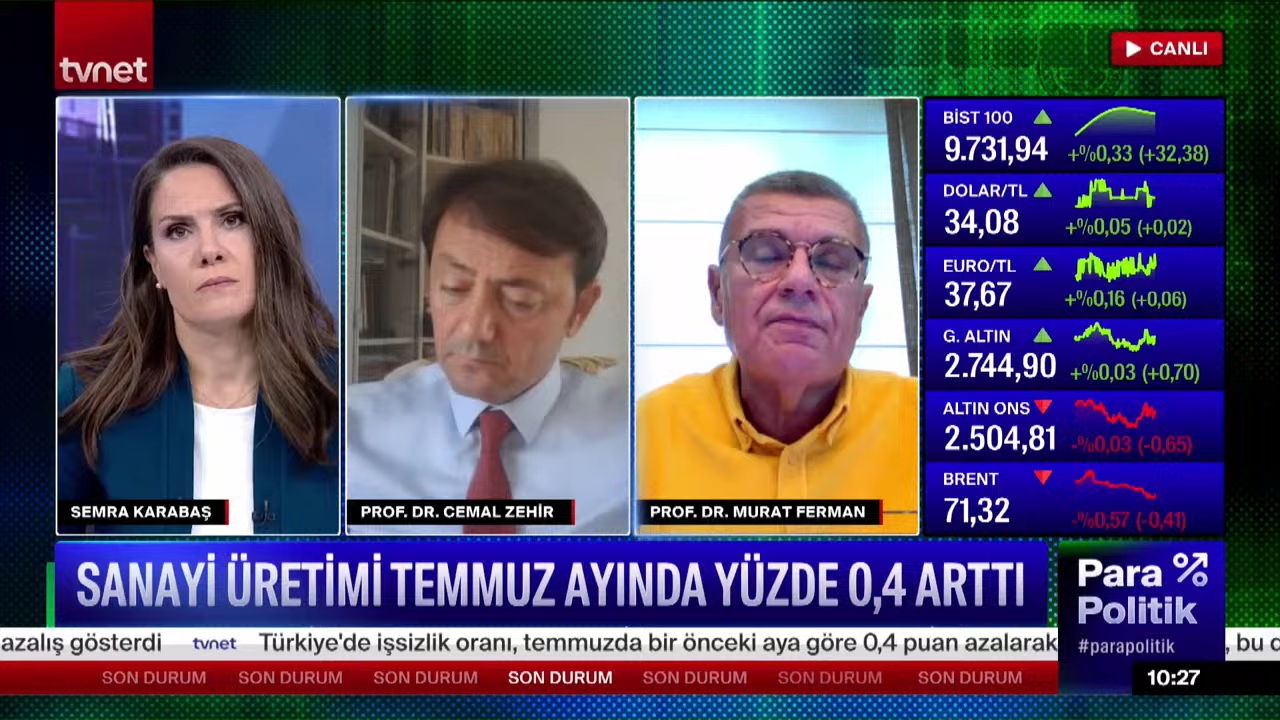 tvnet
CANLI
BİST 100
9.731,94
+%0,33 (+32,38)
DOLAR/TL
34,08
+%0,05 (+0,02)
EURO/TL
37,67
+%0,16 (+0,06)
G. ALTIN
2.744,90
+%0,03 (+0,70)
ALTIN ONS
2.504,81
-%0,03 (-0,65)
BRENT
71,32
-%0,57 (-0,41)
SEMRA KARABAŞ
PROF. DR. CEMAL ZEHİR
PROF. DR. MURAT FERMAN
SANAYİ ÜRETİMİ TEMMUZ AYINDA YÜZDE 0,4 ARTTI
Para
Politik
#parapolitik
azalış gösterdi tvnet Türkiye'de işsizlik oranı, temmuzda bir önceki aya göre 0,4 puan azalarak , bu
SON DURUM SON DURUM SON DURUM SON DURUM SON DURUM SON DURUM SON DURUM
10:27